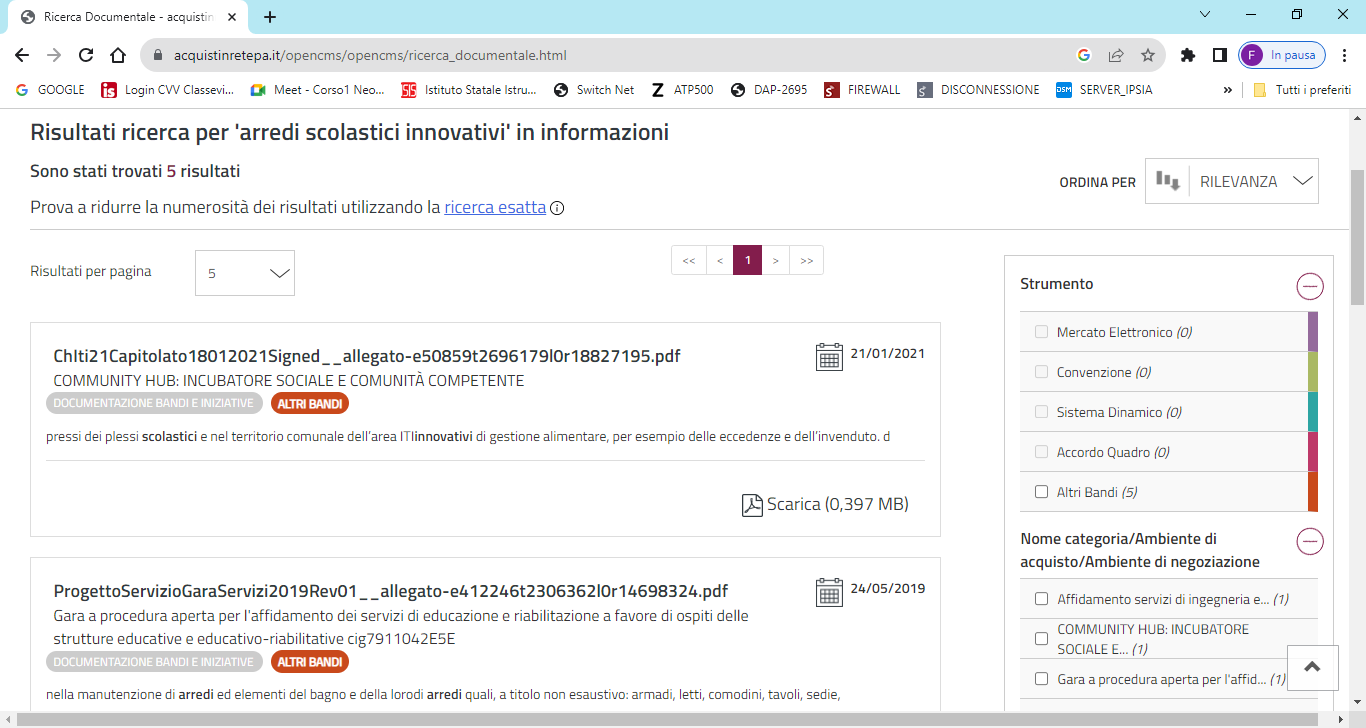 Ricerca Documentale - acquistin
acquistinretepa.it/opencms/opencms/ricerca_documentale.html
F In pausa
GOOGLE
Login CVV Classevi...
Meet - Corso1 Neo...
Istituto Statale Istru...
Switch Net
ATP500
DAP-2695
FIREWALL
DISCONNESSIONE
SERVER_IPSIA
»
Tutti i preferiti
Risultati ricerca per 'arredi scolastici innovativi' in informazioni
Sono stati trovati 5 risultati
ORDINA PER
RILEVANZA
Prova a ridurre la numerosità dei risultati utilizzando la ricerca esatta
Risultati per pagina
5
<< < 1 > >>
ChIti21Capitolato18012021Signed__allegato-e50859t2696179l0r18827195.pdf
21/01/2021
COMMUNITY HUB: INCUBATORE SOCIALE E COMUNITÀ COMPETENTE
DOCUMENTAZIONE BANDI E INIZIATIVE
ALTRI BANDI
pressi dei plessi scolastici e nel territorio comunale dell'area ITIinnovativi di gestione alimentare, per esempio delle eccedenze e dell'invenduto. d
Scarica (0,397 MB)
ProgettoServizioGaraServizi2019Rev01__allegato-e412246t2306362l0r14698324.pdf
24/05/2019
Gara a procedura aperta per l'affidamento dei servizi di educazione e riabilitazione a favore di ospiti delle
strutture educative e educativo-riabilitative cig7911042E5E
DOCUMENTAZIONE BANDI E INIZIATIVE
ALTRI BANDI
nella manutenzione di arredi ed elementi del bagno e della lorodi arredi quali, a titolo non esaustivo: armadi, letti, comodini, tavoli, sedie,
Strumento
Mercato Elettronico (0)
Convenzione (0)
Sistema Dinamico (0)
Accordo Quadro (0)
Altri Bandi (5)
Nome categoria/Ambiente di
acquisto/Ambiente di negoziazione
Affidamento servizi di ingegneria e... (1)
COMMUNITY HUB: INCUBATORE
SOCIALE E... (1)
Gara a procedura aperta per l'affid... (1)